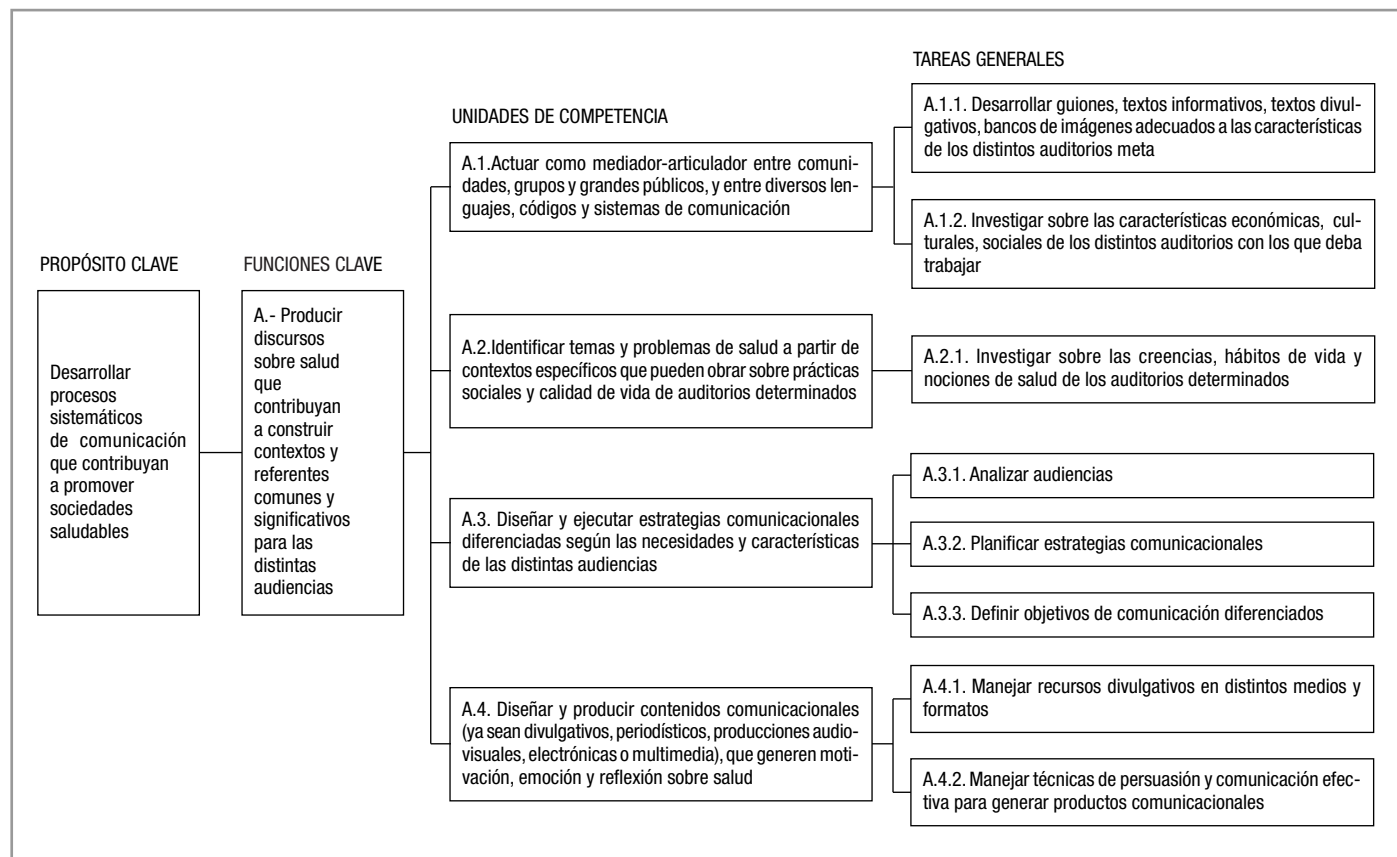 PROPÓSITO CLAVE
Desarrollar
procesos
sistemáticos
de comunicación
que contribuyan
a promover
sociedades
saludables
FUNCIONES CLAVE
A.- Producir
discursos
sobre salud
que
contribuyan
a construir
contextos y
referentes
comunes y
significativos
para las
distintas
audiencias
UNIDADES DE COMPETENCIA
A.1.Actuar como mediador-articulador entre comuni-
dades, grupos y grandes públicos, y entre diversos len-
guajes, códigos y sistemas de comunicación
A.2.Identificar temas y problemas de salud a partir de
contextos específicos que pueden obrar sobre prácticas
sociales y calidad de vida de auditorios determinados
A.3. Diseñar y ejecutar estrategias comunicacionales
diferenciadas según las necesidades y características
de las distintas audiencias
A.4. Diseñar y producir contenidos comunicacionales
(ya sean divulgativos, periodísticos, producciones audio-
visuales, electrónicas o multimedia), que generen moti-
vación, emoción y reflexión sobre salud
TAREAS GENERALES
A.1.1. Desarrollar guiones, textos informativos, textos divul-
gativos, bancos de imágenes adecuados a las características
de los distintos auditorios meta
A.1.2. Investigar sobre las características económicas, cul-
turales, sociales de los distintos auditorios con los que deba
trabajar
A.2.1. Investigar sobre las creencias, hábitos de vida y
nociones de salud de los auditorios determinados
A.3.1. Analizar audiencias
A.3.2. Planificar estrategias comunicacionales
A.3.3. Definir objetivos de comunicación diferenciados
A.4.1. Manejar recursos divulgativos en distintos medios y
formatos
A.4.2. Manejar técnicas de persuasión y comunicación efec-
tiva para generar productos comunicacionales